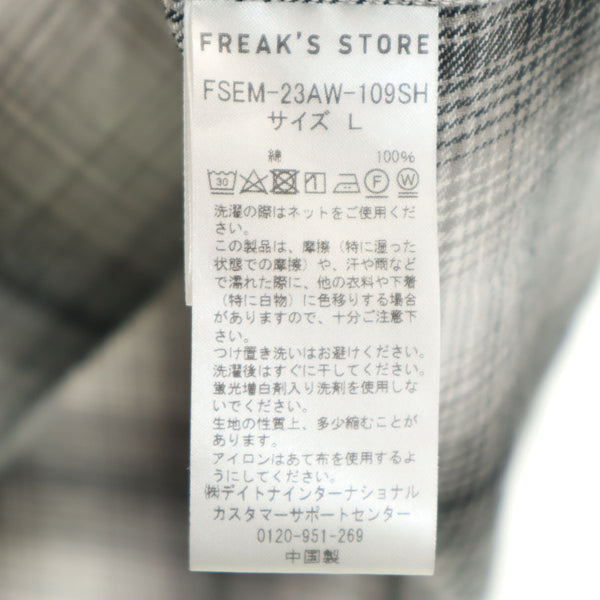 FREAK'S STORE
FSEM-23AW-109SH
サイズ L
綿 100%
30 F W
洗濯の際はネットをご使用くだ
さい。
この製品は、摩擦（特に湿った
状態での摩擦）や、汗や雨など
で濡れた際に、他の衣料や下着
（特に白物）に色移りする場合
がありますので、十分ご注意下
さい。
つけ置き洗いはお避けください。
洗濯後はすぐに干してください。
蛍光増白剤入り洗剤を使用しな
いでください。
生地の性質上、多少縮むことが
あります。
アイロンはあて布を使用するよ
うにしてください。
㈱デイトナインターナショナル
カスタマーサポートセンター
0120-951-269
中国製